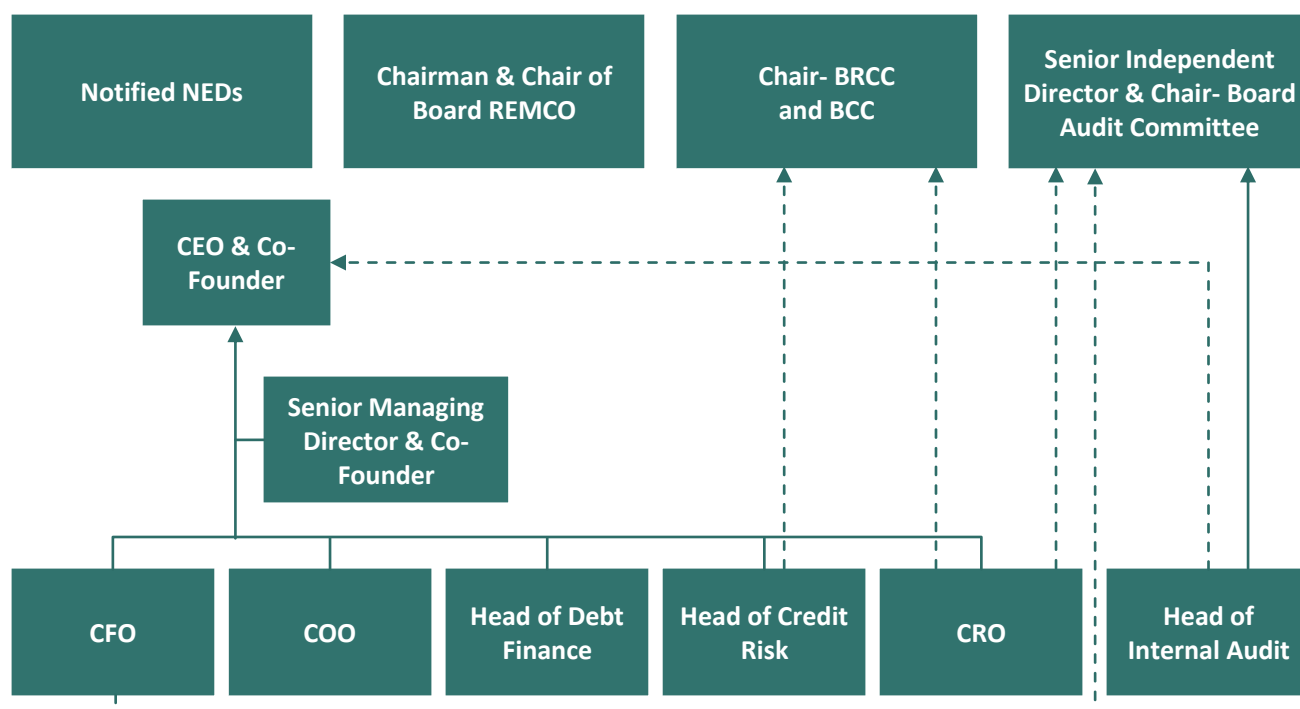 Notified NEDs
Chairman & Chair of
Board REMCO
Chair- BRCC
and BCC
Senior Independent
Director & Chair- Board
Audit Committee
CEO & Co-
Founder
Senior Managing
Director & Co-
Founder
CFO
COO
Head of Debt
Finance
Head of Credit
Risk
CRO
Head of
Internal Audit